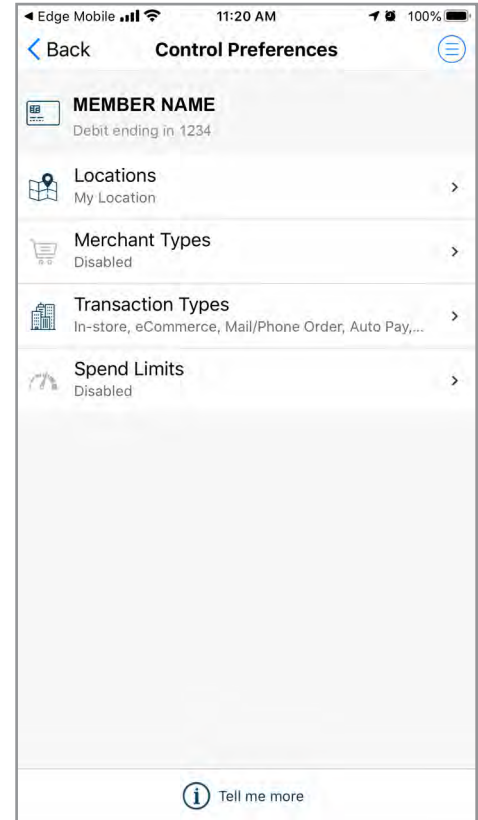 ◄ Edge Mobile 11:20 AM 100%
Back Control Preferences
MEMBER NAME
Debit ending in 1234
Locations
My Location
Merchant Types
Disabled
Transaction Types
In-store, eCommerce, Mail/Phone Order, Auto Pay,...
Spend Limits
Disabled
Tell me more